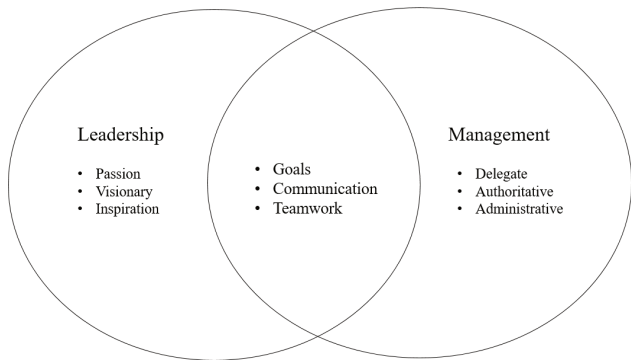 Leadership
• Passion
• Visionary
• Inspiration
• Goals
• Communication
• Teamwork
Management
• Delegate
• Authoritative
• Administrative